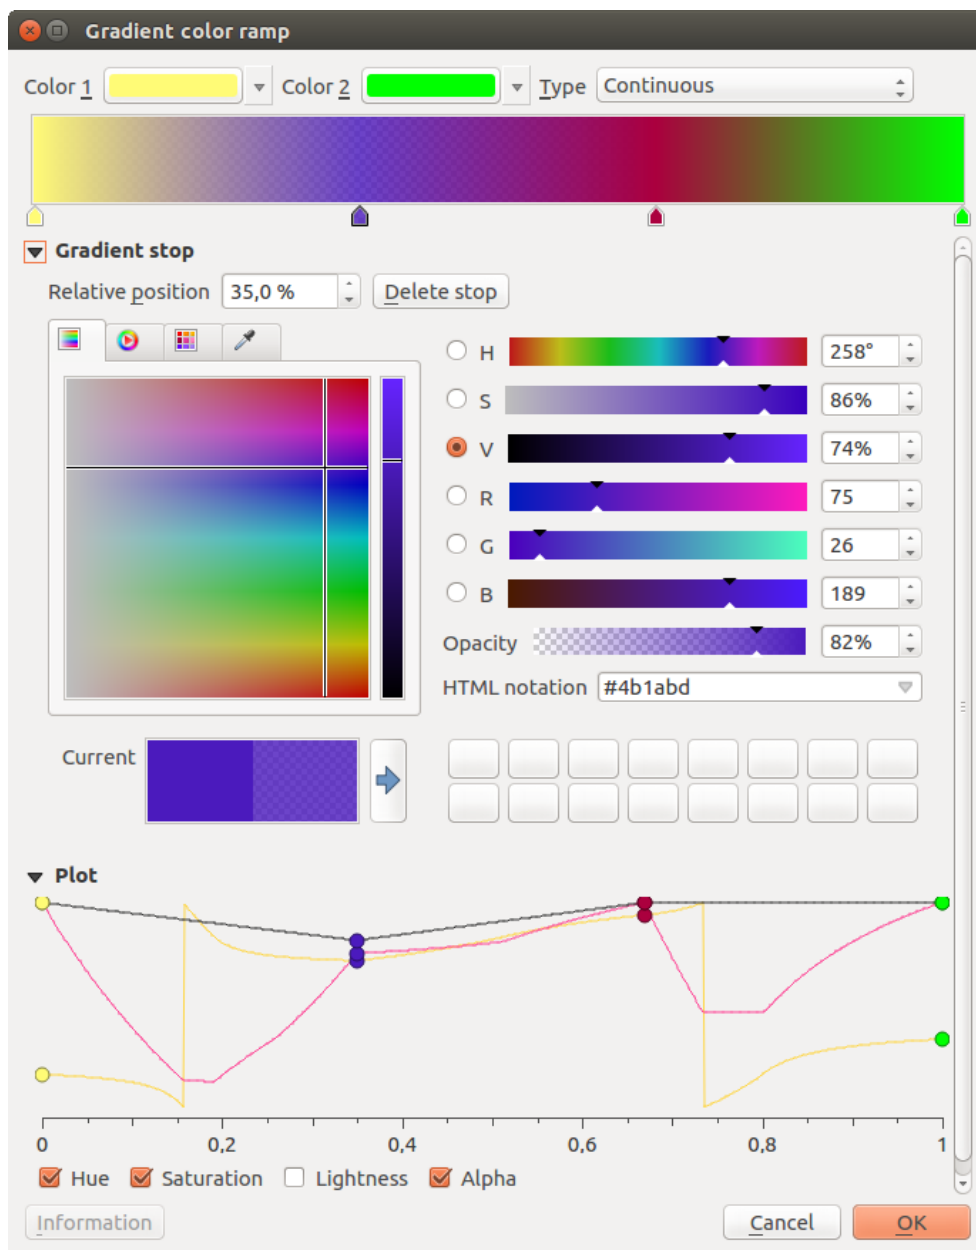 Gradient color ramp
Color 1 Color 2 Type Continuous
Gradient stop
Relative position 35,0 % Delete stop
H 258°
S 86%
V 74%
R 75
G 26
B 189
Opacity 82%
HTML notation #4b1abd
Current
Plot
0 0,2 0,4 0,6 0,8 1
Hue Saturation Lightness Alpha
Information Cancel OK